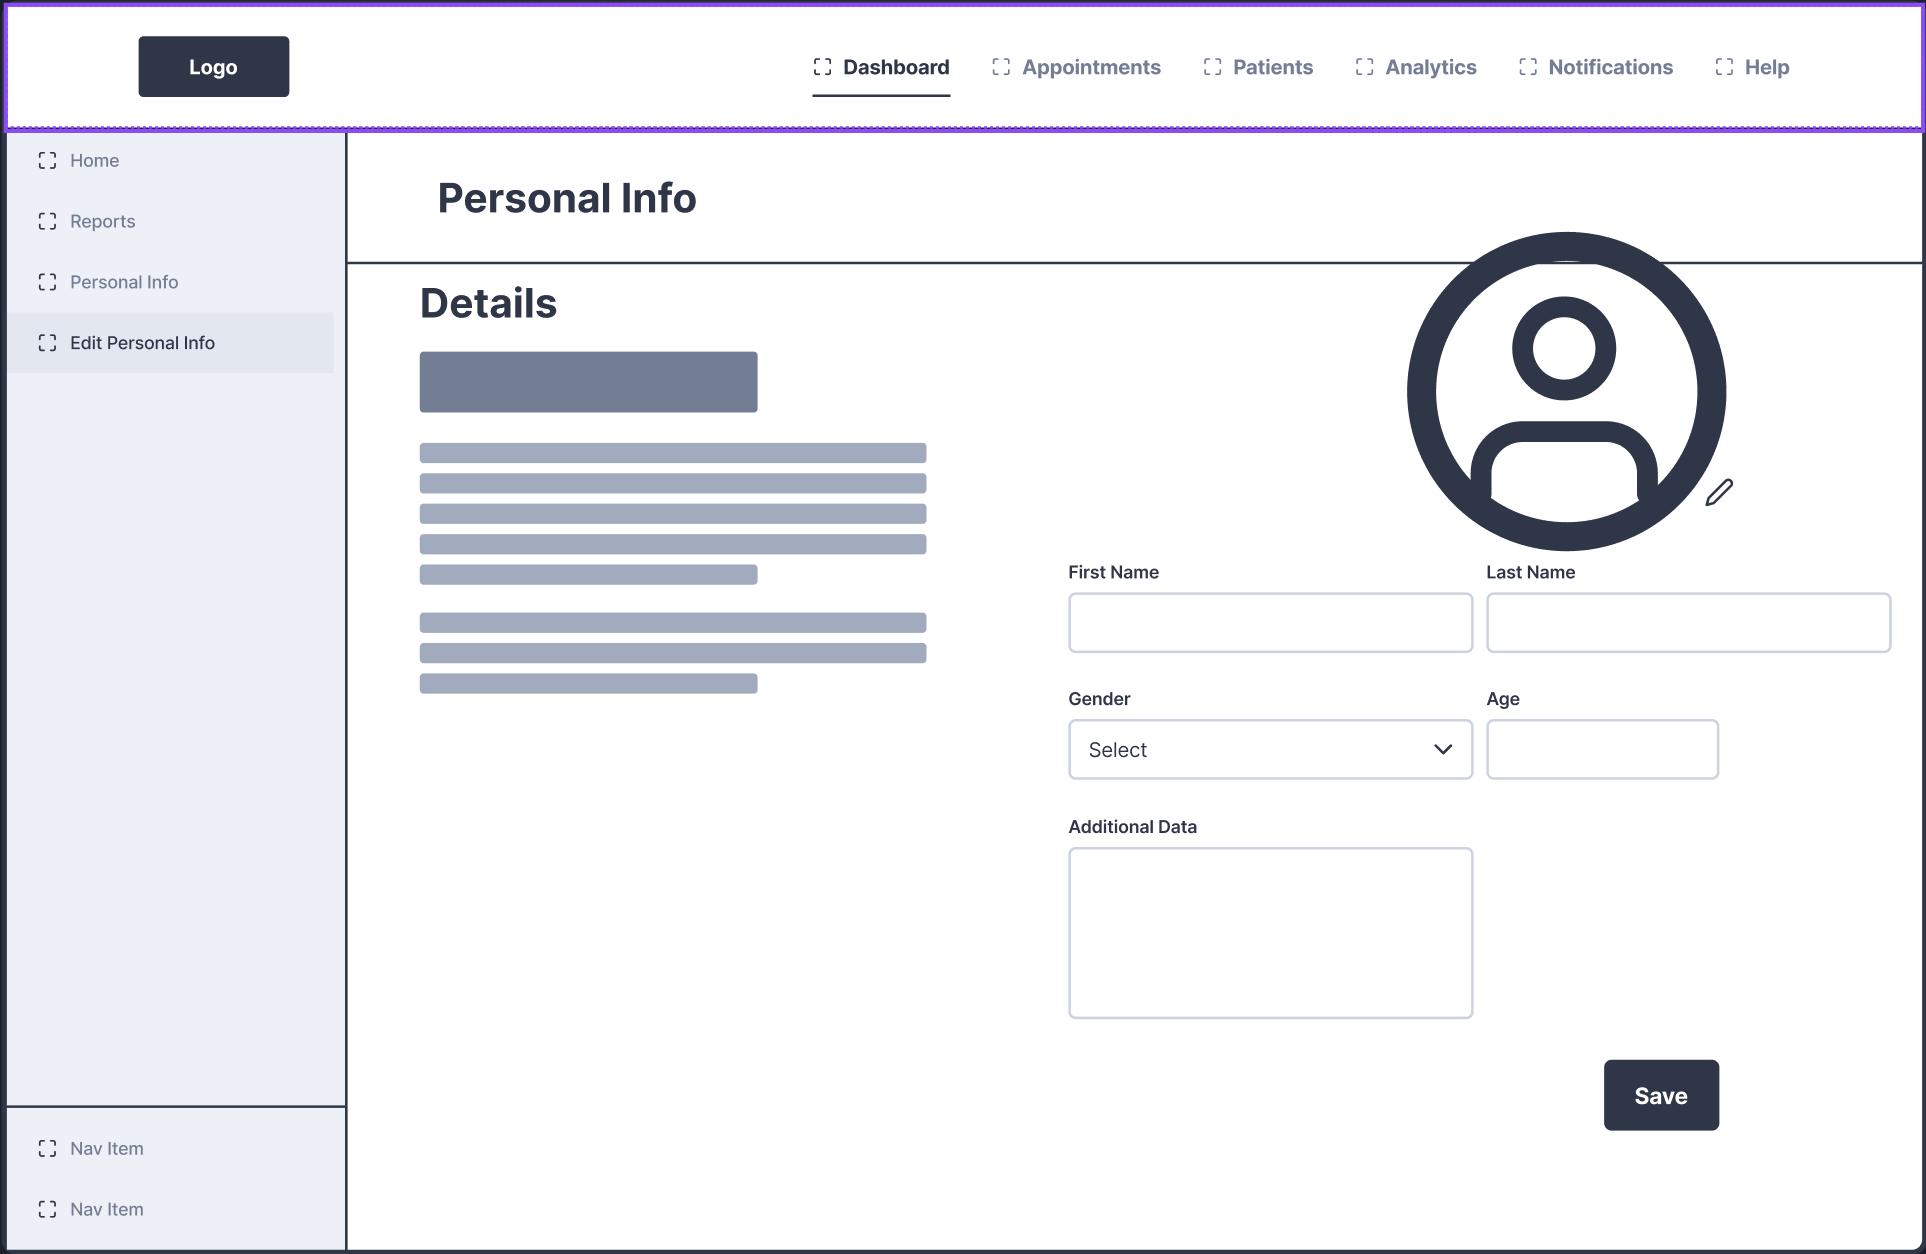 Logo
Dashboard
Appointments
Patients
Analytics
Notifications
Help
Home
Reports
Personal Info
Edit Personal Info
Nav Item
Nav Item
Personal Info
Details
First Name
Last Name
Gender
Age
Select
Additional Data
Save